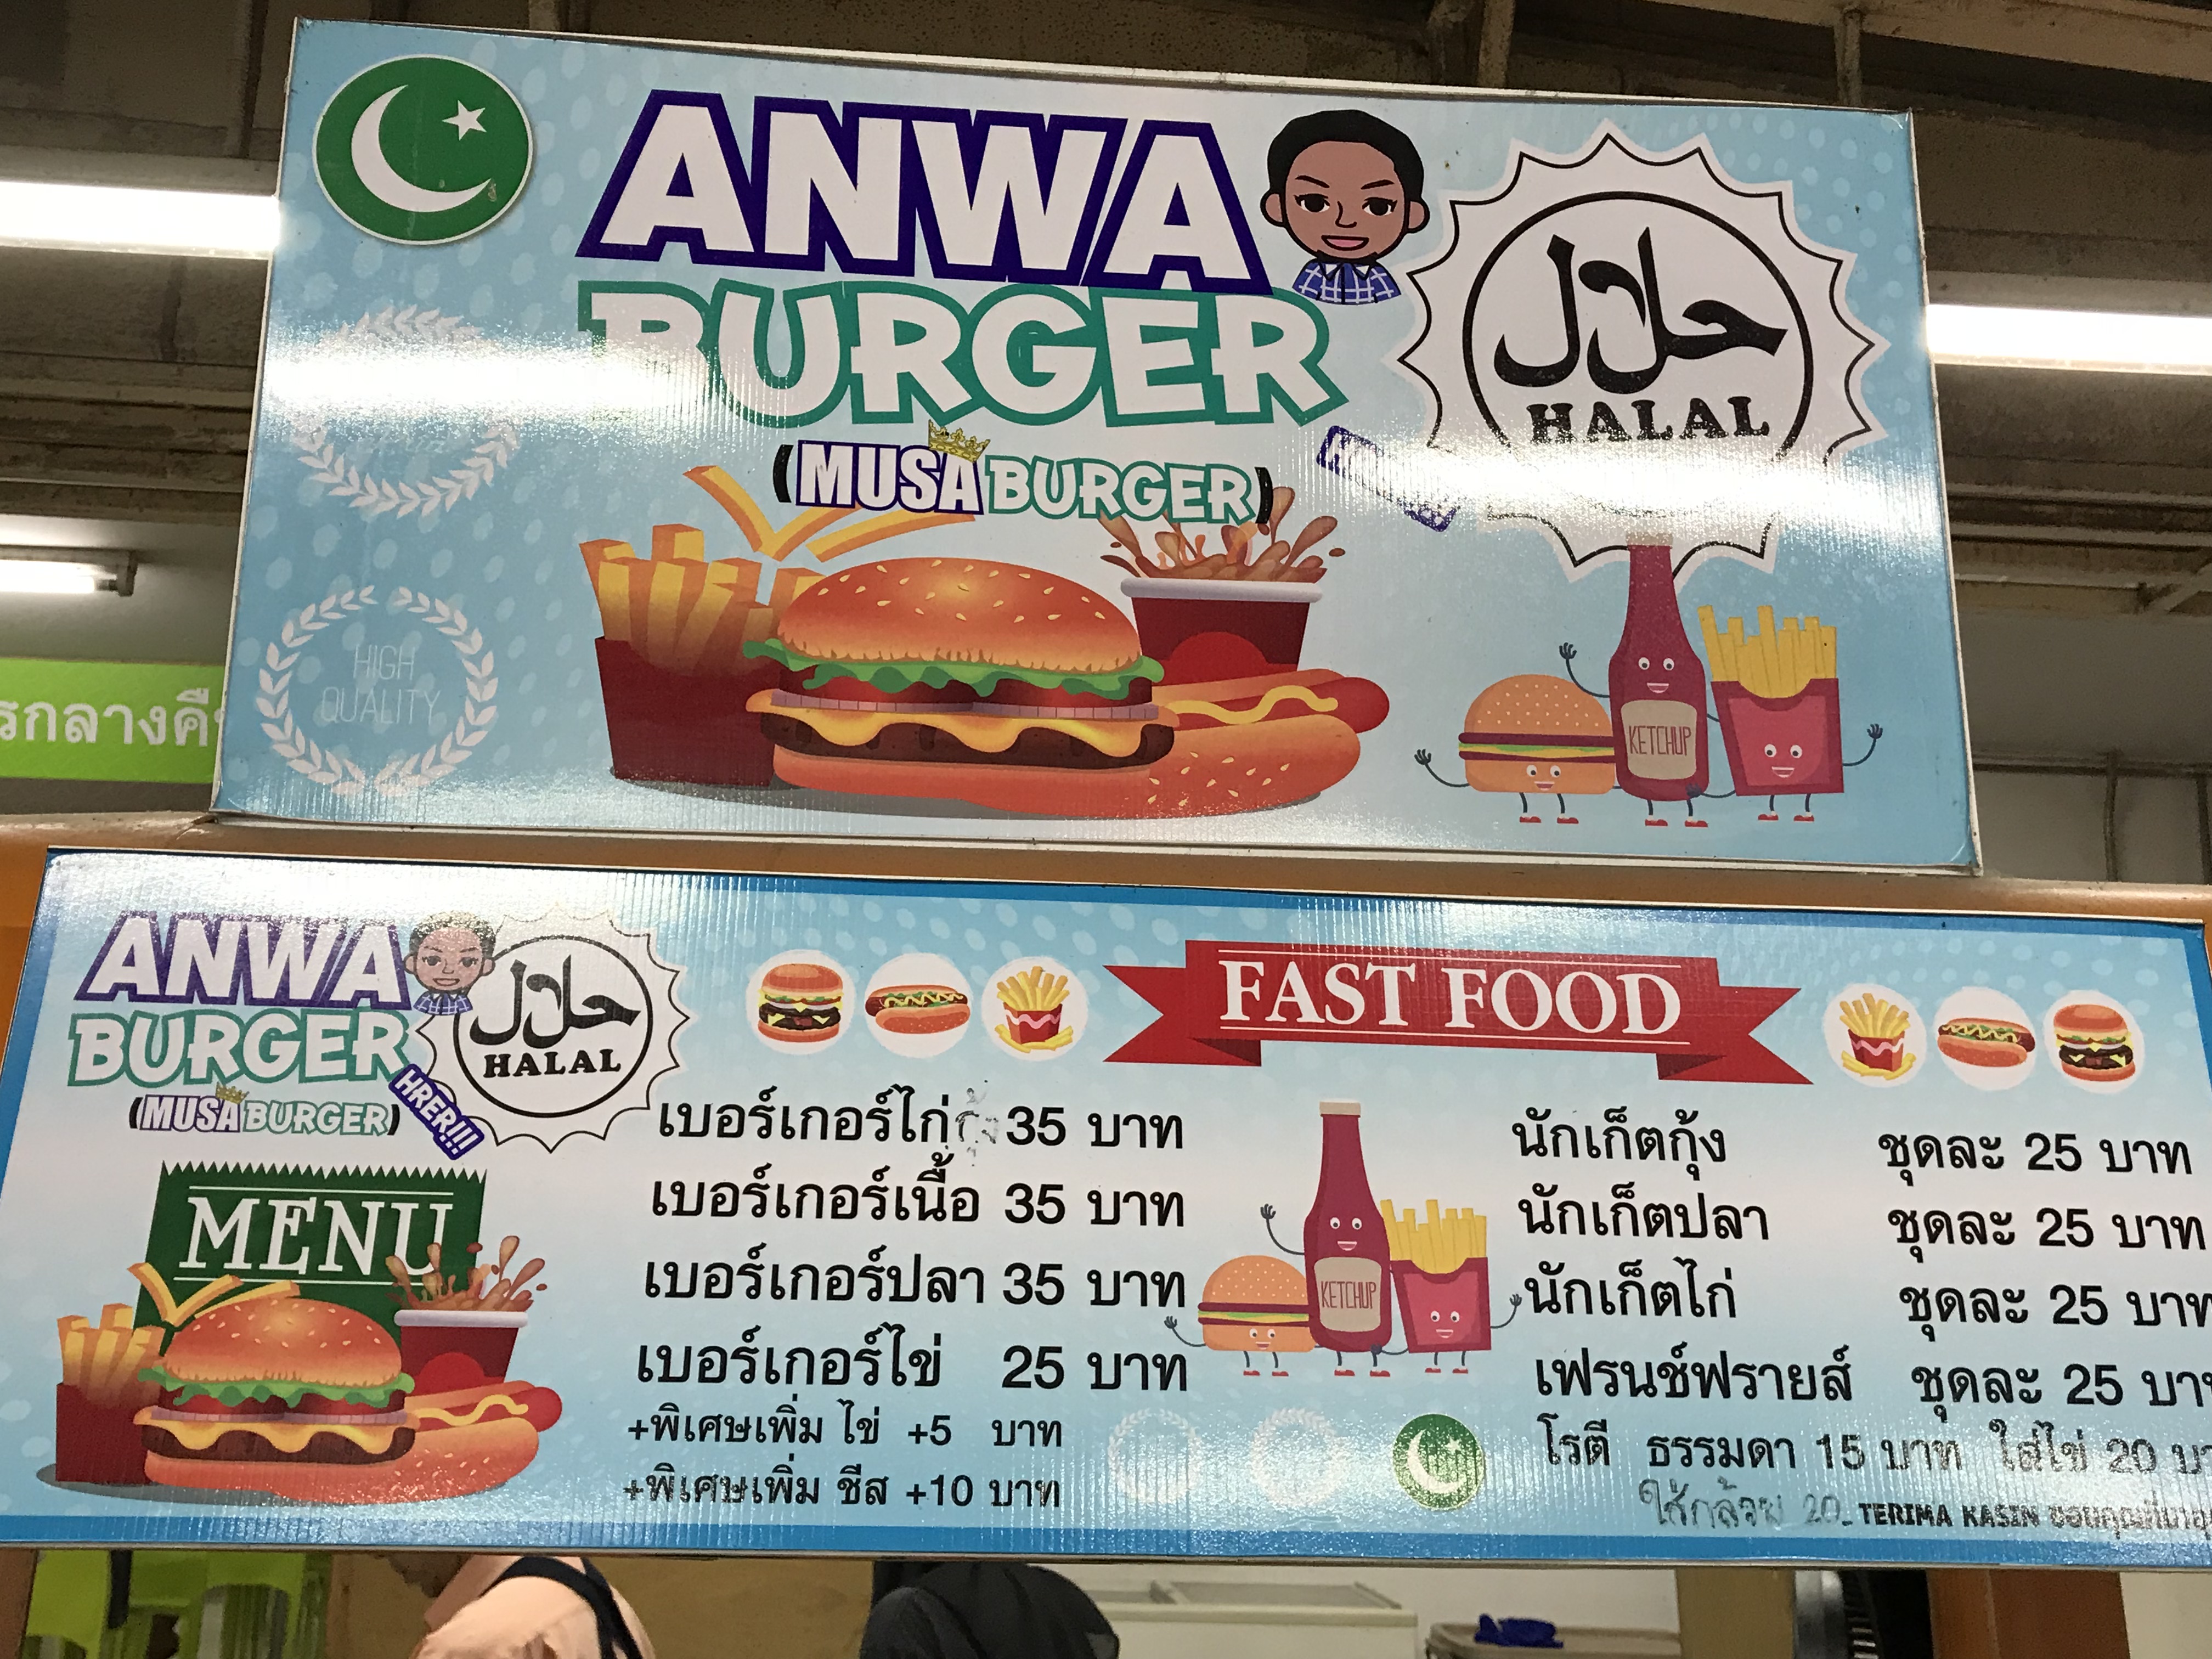 ANWA
BURGER
(MUSA BURGER)
حلال
HALAL
HIGH
QUALITY
KETCHUP
รกลางคื
ANWA
BURGER
(MUSA BURGER)
HRER!!!
حلال
HALAL
MENU
FAST FOOD
เบอร์เกอร์ไก่ 35 บาท
เบอร์เกอร์เนื้อ 35 บาท
เบอร์เกอร์ปลา 35 บาท
เบอร์เกอร์ไข่ 25 บาท
+พิเศษเพิ่ม ไข่ +5 บาท
+พิเศษเพิ่ม ชีส +10 บาท
KETCHUP
นักเก็ตกุ้ง ชุดละ 25 บาท
นักเก็ตปลา ชุดละ 25 บาท
นักเก็ตไก่ ชุดละ 25 บาท
เฟรนช์ฟรายส์ ชุดละ 25 บาท
โรตี ธรรมดา 15 บาท ใส่ไข่ 20
ใส่กล้วย 20
TERIMA KASIN